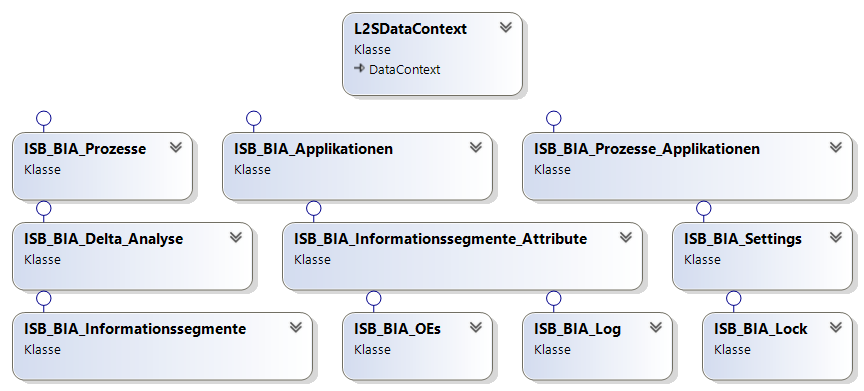 L2SDataContext
Klasse
DataContext
ISB_BIA_Prozesse
Klasse
ISB_BIA_Applikationen
Klasse
ISB_BIA_Prozesse_Applikationen
Klasse
ISB_BIA_Delta_Analyse
Klasse
ISB_BIA_Informationssegmente_Attribute
Klasse
ISB_BIA_Settings
Klasse
ISB_BIA_Informationssegmente
Klasse
ISB_BIA_OEs
Klasse
ISB_BIA_Log
Klasse
ISB_BIA_Lock
Klasse